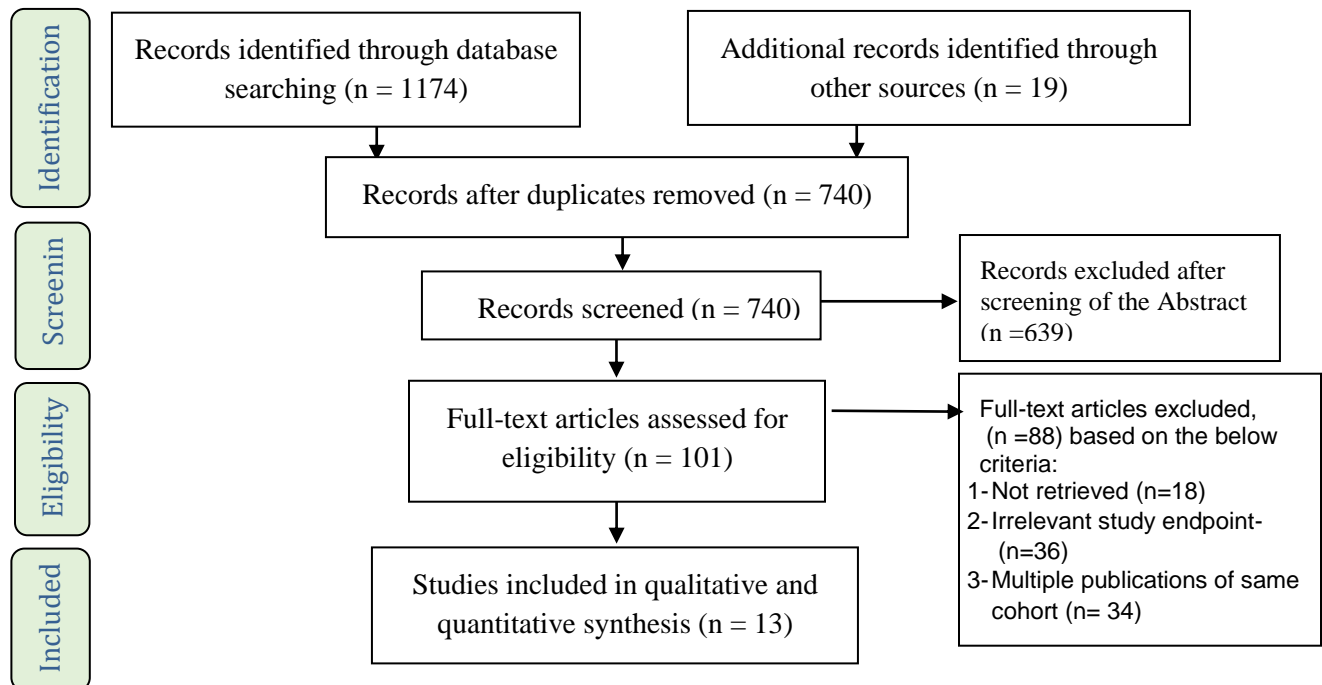 Identification
Records identified through database
searching (n = 1174)
Additional records identified through
other sources (n = 19)
Records after duplicates removed (n = 740)
Screenin
Records screened (n = 740)
Records excluded after
screening of the Abstract
(n =639)
Eligibility
Full-text articles assessed for
eligibility (n = 101)
Full-text articles excluded,
(n =88) based on the below
criteria:
1-Not retrieved (n=18)
2-Irrelevant study endpoint-
(n=36)
3-Multiple publications of same
cohort (n= 34)
Included
Studies included in qualitative and
quantitative synthesis (n = 13)